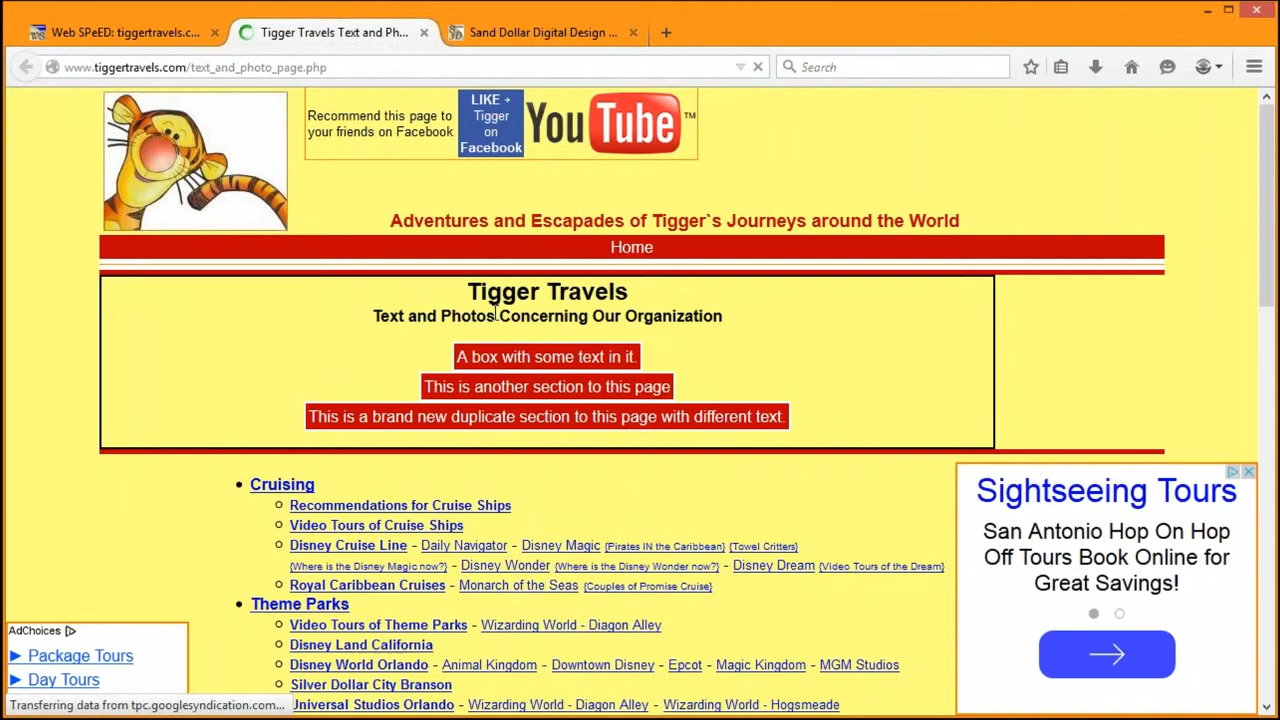 Web SPeED: tiggertravels.c...
Tigger Travels Text and Ph...
Sand Dollar Digital Design ...
www.tiggertravels.com/text_and_photo_page.php
Search
Recommend this page to
your friends on Facebook
LIKE →
Tigger
on
Facebook
YouTube™
Adventures and Escapades of Tigger`s Journeys around the World
Home
Tigger Travels
Text and Photos Concerning Our Organization
A box with some text in it.
This is another section to this page
This is a brand new duplicate section to this page with different text.
Cruising
Recommendations for Cruise Ships
Video Tours of Cruise Ships
Disney Cruise Line - Daily Navigator - Disney Magic {Pirates IN the Caribbean} {Towel Critters}
{Where is the Disney Magic now?} - Disney Wonder {Where is the Disney Wonder now?} - Disney Dream {Video Tours of the Dream}
Royal Caribbean Cruises - Monarch of the Seas {Couples of Promise Cruise}
Theme Parks
Video Tours of Theme Parks - Wizarding World - Diagon Alley
Disney Land California
Disney World Orlando - Animal Kingdom - Downtown Disney - Epcot - Magic Kingdom - MGM Studios
Silver Dollar City Branson
Universal Studios Orlando - Wizarding World - Diagon Alley - Wizarding World - Hogsmeade
Sightseeing Tours
San Antonio Hop On Hop
Off Tours Book Online for
Great Savings!
AdChoices
Package Tours
Day Tours
Transferring data from tpc.googlesyndication.com...